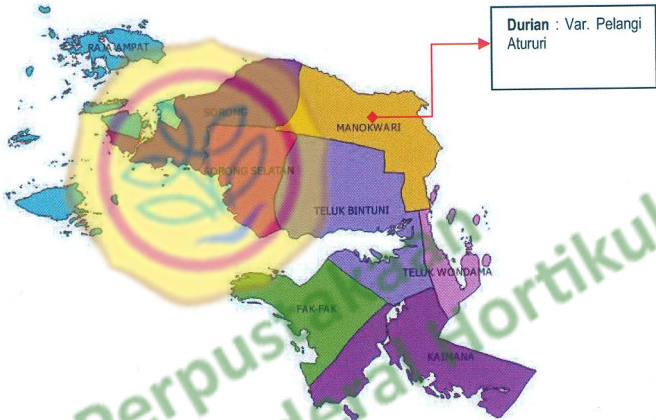 Durian : Var. Pelangi
Atururi
RAJA AMPAT
SORONG
MANOKWARI
SORONG SELATAN
TELUK BINTUNI
TELUK WONDAMA
FAK-FAK
KAIMANA
Perpustakaan
Hortikul